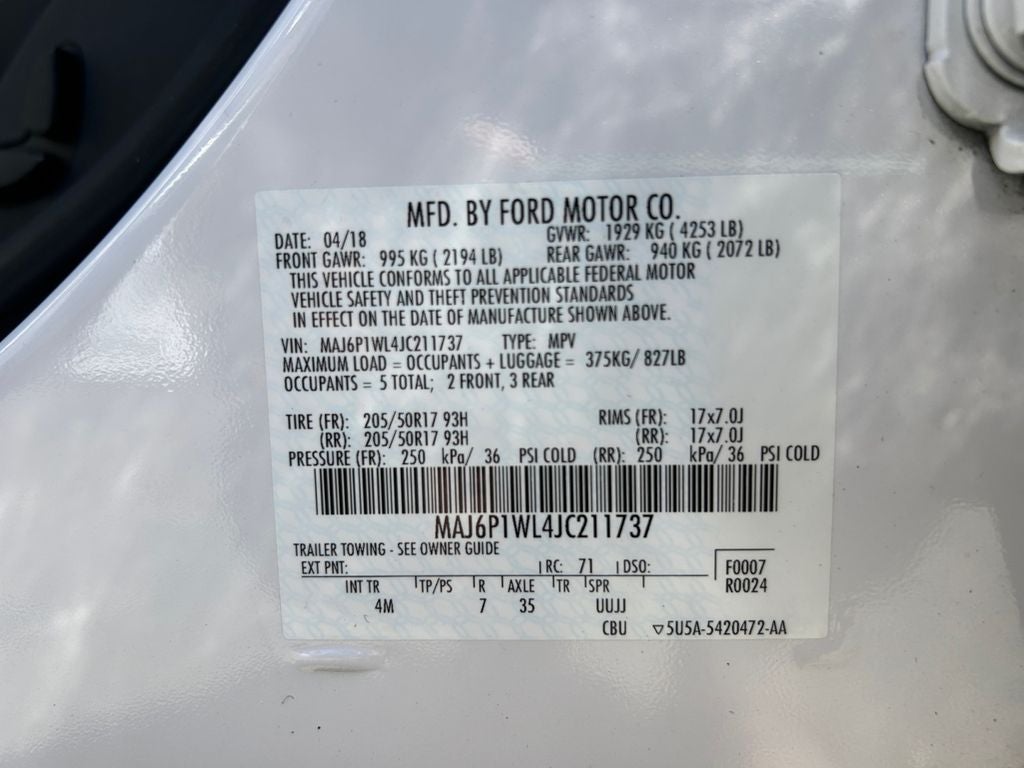 MFD. BY FORD MOTOR CO.
DATE: 04/18 GVWR: 1929 KG ( 4253 LB)
FRONT GAWR: 995 KG ( 2194 LB) REAR GAWR: 940 KG ( 2072 LB)
THIS VEHICLE CONFORMS TO ALL APPLICABLE FEDERAL MOTOR
VEHICLE SAFETY AND THEFT PREVENTION STANDARDS
IN EFFECT ON THE DATE OF MANUFACTURE SHOWN ABOVE.
VIN: MAJ6P1WL4JC211737 TYPE: MPV
MAXIMUM LOAD = OCCUPANTS + LUGGAGE = 375KG/ 827LB
OCCUPANTS = 5 TOTAL; 2 FRONT, 3 REAR
TIRE (FR): 205/50R17 93H RIMS (FR): 17x7.0J
(RR): 205/50R17 93H (RR): 17x7.0J
PRESSURE (FR): 250 kPa/ 36 PSI COLD (RR): 250 kPa/ 36 PSI COLD
MAJ6P1WL4JC211737
TRAILER TOWING - SEE OWNER GUIDE
EXT PNT: RC: 71 DSO: F0007
INT TR TP/PS R AXLE TR SPR R0024
4M 7 35 UUJJ
CBU ▽5U5A-5420472-AA